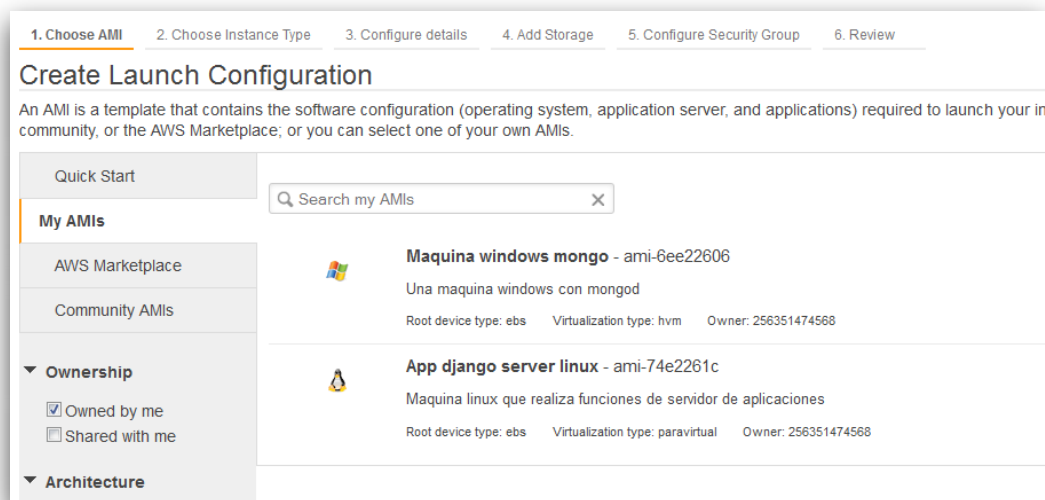 1. Choose AMI 2. Choose Instance Type 3. Configure details 4. Add Storage 5. Configure Security Group 6. Review
Create Launch Configuration
An AMI is a template that contains the software configuration (operating system, application server, and applications) required to launch your in
community, or the AWS Marketplace; or you can select one of your own AMIs.
Quick Start
My AMIs
AWS Marketplace
Community AMIs
Ownership
Owned by me
Shared with me
Architecture
Search my AMIs
Maquina windows mongo - ami-6ee22606
Una maquina windows con mongod
Root device type: ebs Virtualization type: hvm Owner: 256351474568
App django server linux - ami-74e2261c
Maquina linux que realiza funciones de servidor de aplicaciones
Root device type: ebs Virtualization type: paravirtual Owner: 256351474568